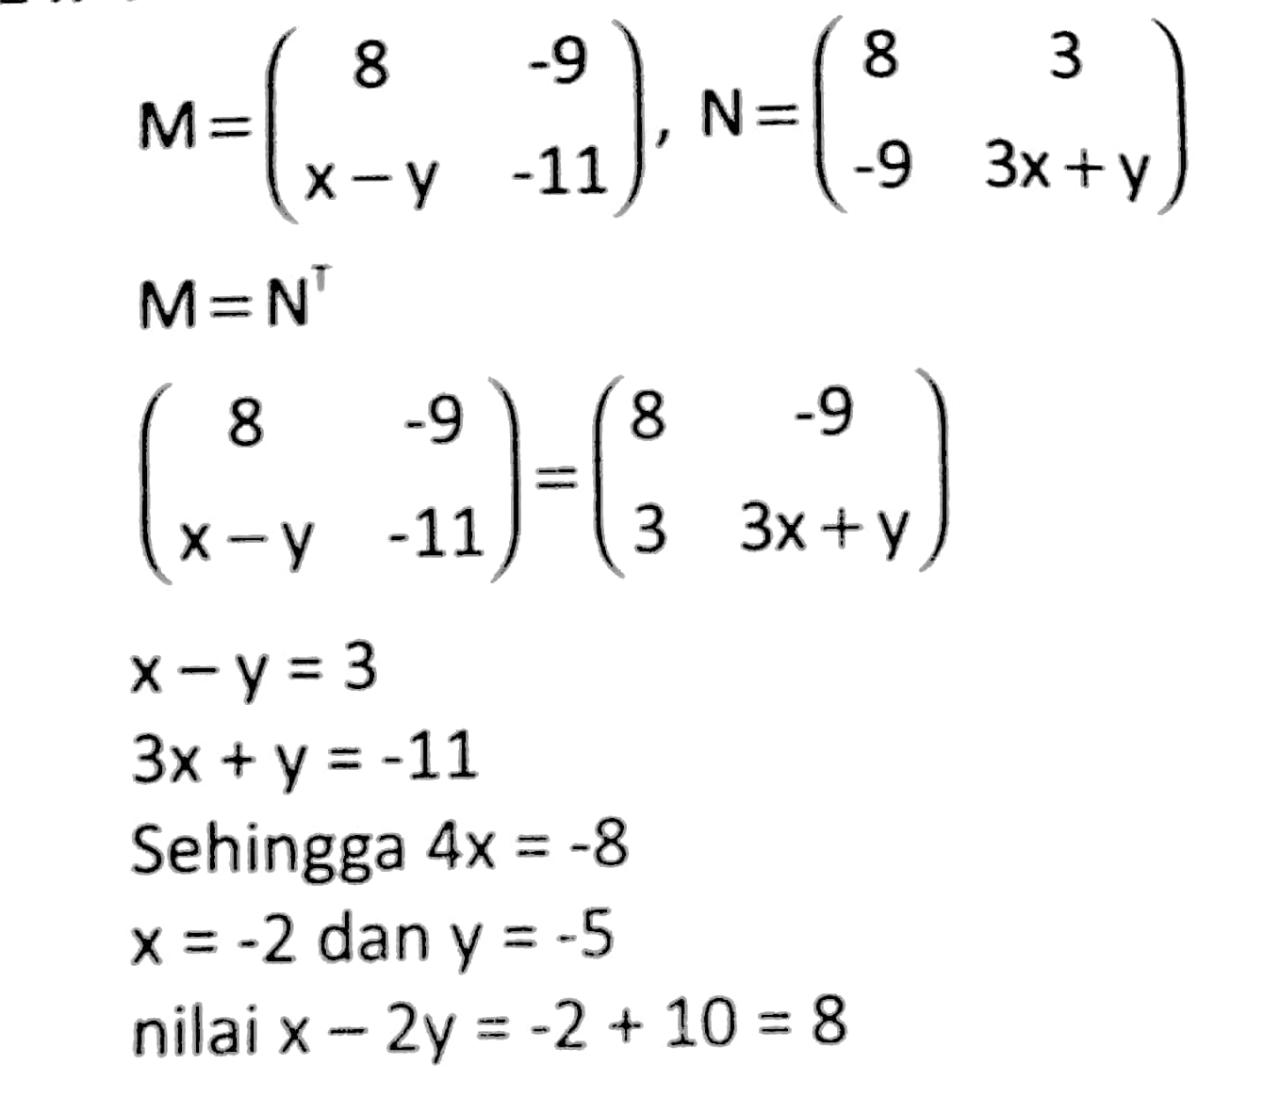 M = ( 8 -9 ; x – y -11 ), N = ( 8 3 ; -9 3x + y )
M = Nᵀ
( 8 -9 ; x – y -11 ) = ( 8 -9 ; 3 3x + y )
x – y = 3
3x + y = -11
Sehingga 4x = -8
x = -2 dan y = -5
nilai x – 2y = -2 + 10 = 8